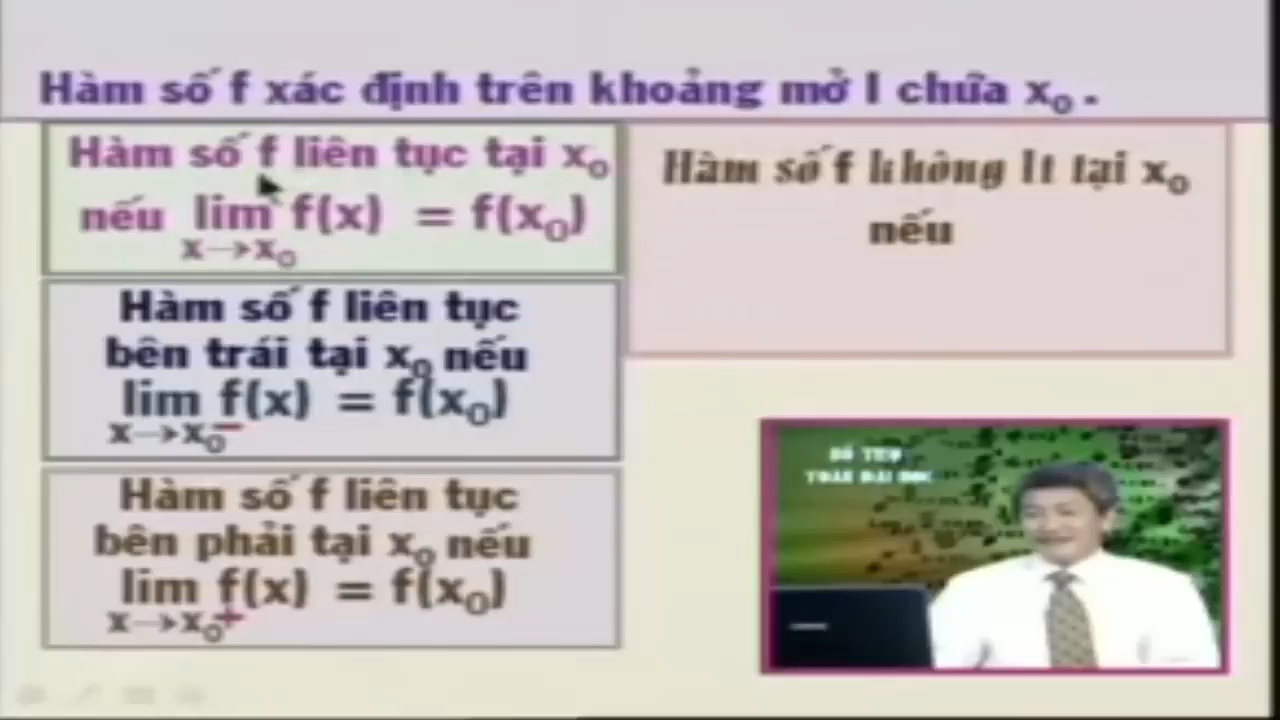 Hàm số f xác định trên khoảng mở I chứa x₀ .
Hàm số f liên tục tại x₀
nếu lim f(x) = f(x₀)
x→x₀
Hàm số f liên tục
bên trái tại x₀ nếu
lim f(x) = f(x₀)
x→x₀⁻
Hàm số f liên tục
bên phải tại x₀ nếu
lim f(x) = f(x₀)
x→x₀⁺
Hàm số f không lt tại x₀
nếu